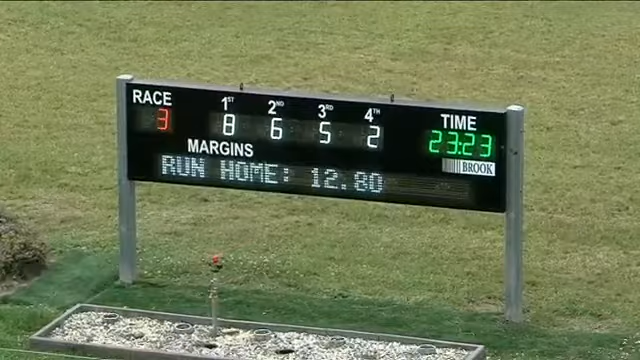 RACE 1ST 2ND 3RD 4TH TIME
3 8 6 5 2 23.23
MARGINS BROOK
RUN HOME: 12.80